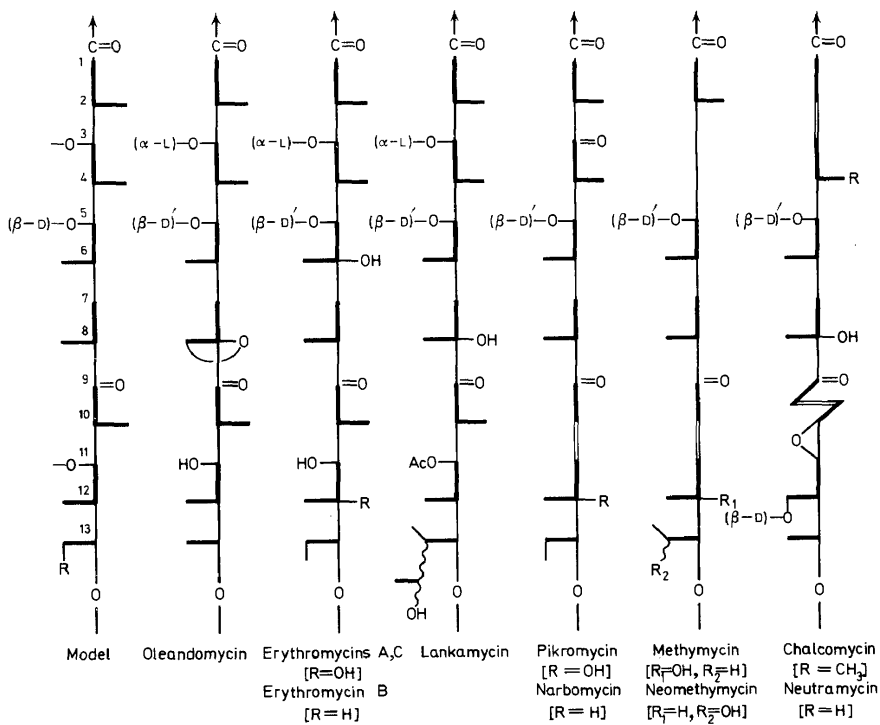 C=O C=O C=O C=O C=O C=O C=O
1
2
—O 3 (α-L)—O (α-L)—O (α-L)—O =O
4 R
(β-D)—O 5 (β-D)′—O (β-D)′—O (β-D)′—O (β-D)′—O (β-D)′—O (β-D)′—O
6 OH
7
8 O OH OH
9 =O =O =O =O =O =O =O
10
O
—O 11 HO HO AcO
12 R R R₁
(β-D)—O
13
R R₂
OH
O O O O O O O
Model Oleandomycin Erythromycins A,C Lankamycin Pikromycin Methymycin Chalcomycin
[R=OH] [R = OH] [R₁=OH, R₂=H] [R = CH₃]
Erythromycin B Narbomycin Neomethymycin Neutramycin
[R = H] [R = H] [R₁=H, R₂=OH] [R = H]